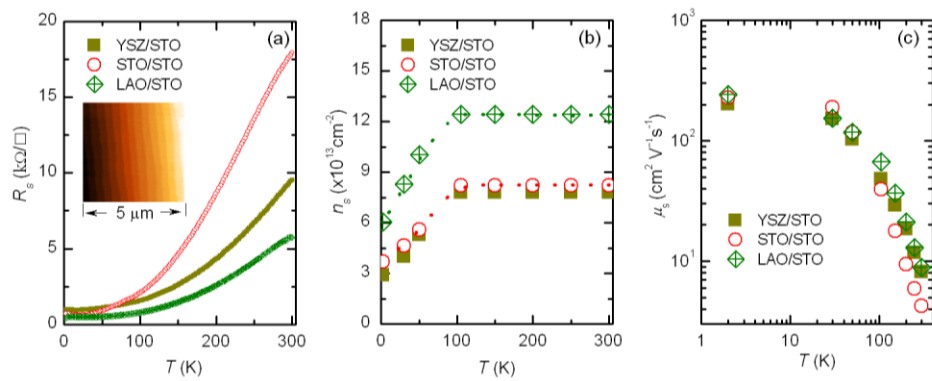 (a)
YSZ/STO
STO/STO
LAO/STO
5 μm
R_s (kΩ/□)
20
15
10
5
0
0 100 200 300
T (K)
(b)
YSZ/STO
STO/STO
LAO/STO
n_s (x10^13 cm^-2)
18
15
12
9
6
3
0
0 100 200 300
T (K)
(c)
μ_s (cm^2 V^-1 s^-1)
10^3
10^2
10^1
YSZ/STO
STO/STO
LAO/STO
1 10 100
T (K)